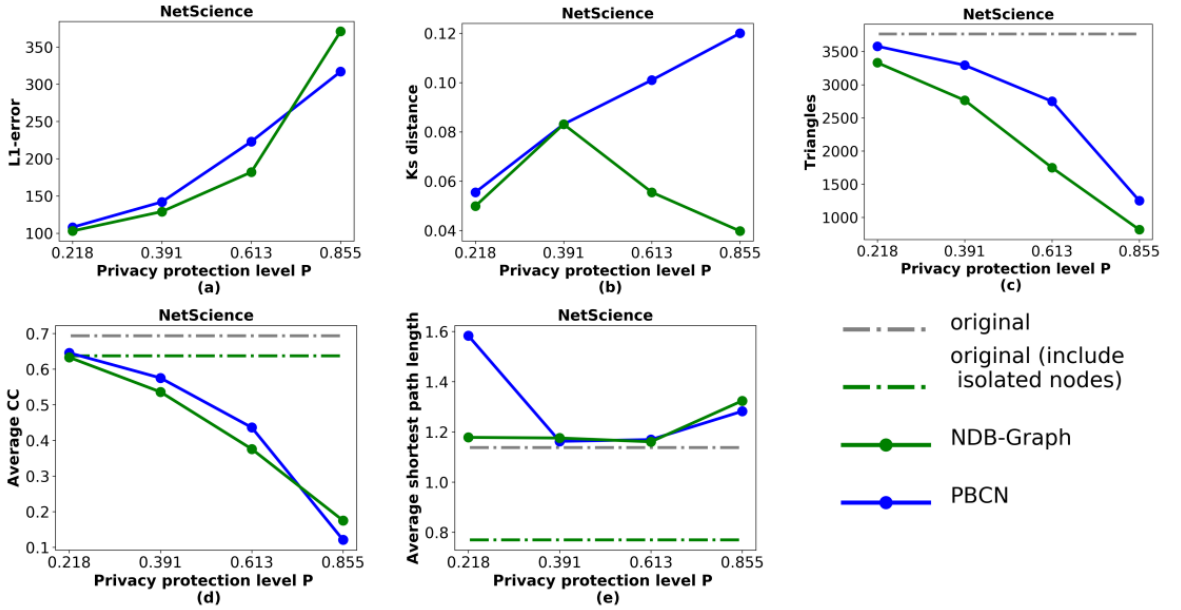 NetScience
350
300
250
200
150
100
L1-error
0.218 0.391 0.613 0.855
Privacy protection level P
(a)
NetScience
0.12
0.10
0.08
0.06
0.04
Ks distance
0.218 0.391 0.613 0.855
Privacy protection level P
(b)
NetScience
3500
3000
2500
2000
1500
1000
Triangles
0.218 0.391 0.613 0.855
Privacy protection level P
(c)
NetScience
0.7
0.6
0.5
0.4
0.3
0.2
0.1
Average CC
0.218 0.391 0.613 0.855
Privacy protection level P
(d)
NetScience
1.6
1.4
1.2
1.0
0.8
Average shortest path length
0.218 0.391 0.613 0.855
Privacy protection level P
(e)
original
original (include
isolated nodes)
NDB-Graph
PBCN